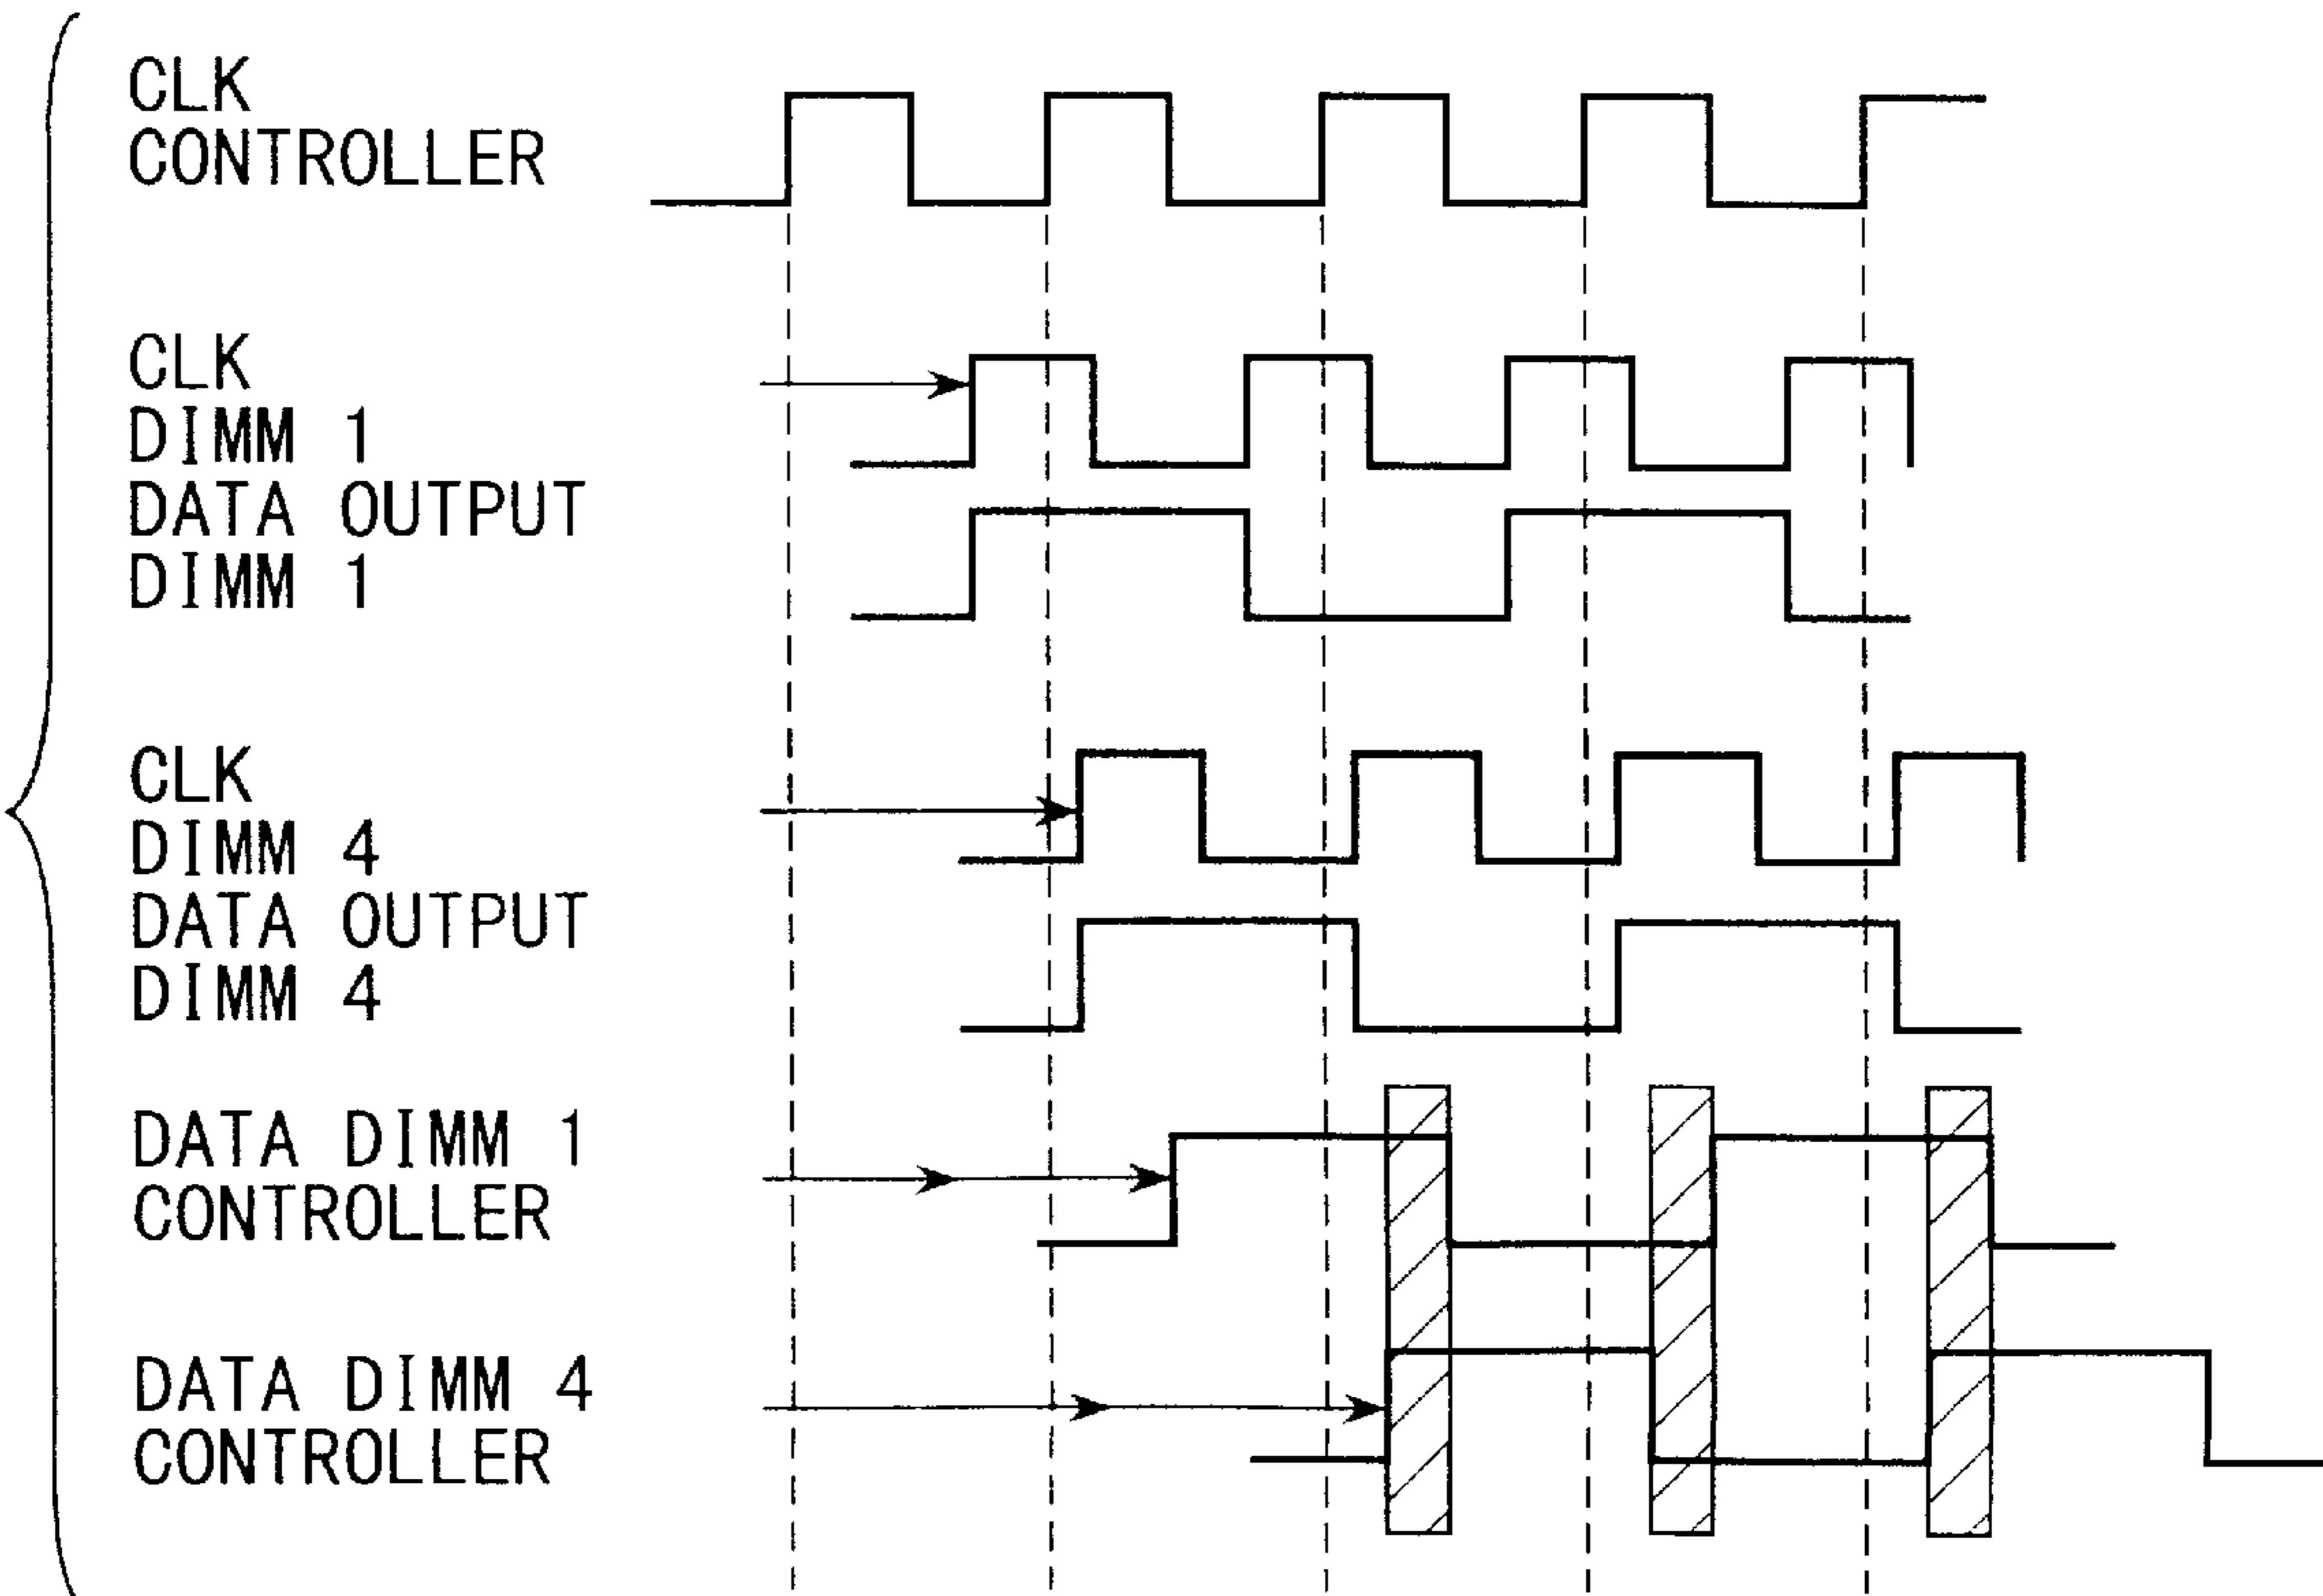 CLK
CONTROLLER
CLK
DIMM 1
DATA OUTPUT
DIMM 1
CLK
DIMM 4
DATA OUTPUT
DIMM 4
DATA DIMM 1
CONTROLLER
DATA DIMM 4
CONTROLLER